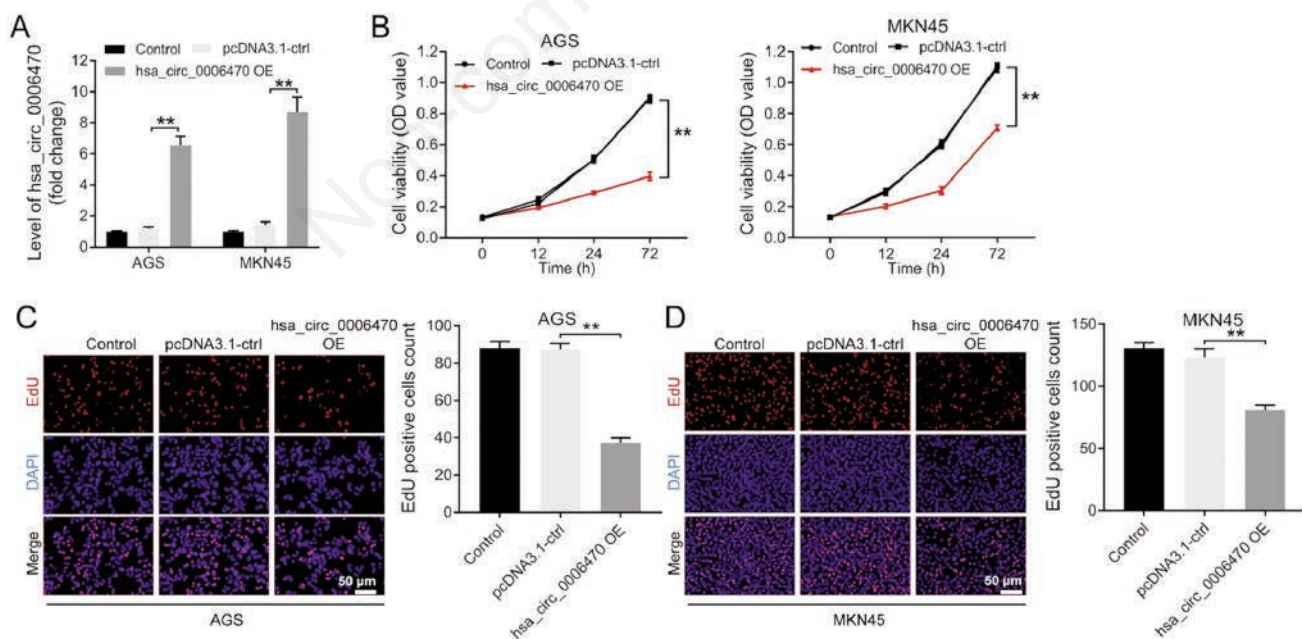 A
Control
pcDNA3.1-ctrl
hsa_circ_0006470 OE
Level of hsa_circ_0006470
(fold change)
12
10
8
6
4
2
0
**
**
AGS
MKN45
B
AGS
Control
pcDNA3.1-ctrl
hsa_circ_0006470 OE
Cell viability (OD value)
1.2
1.0
0.8
0.6
0.4
0.2
0.0
**
0 12 24 72
Time (h)
MKN45
Control
pcDNA3.1-ctrl
hsa_circ_0006470 OE
Cell viability (OD value)
1.2
1.0
0.8
0.6
0.4
0.2
0.0
**
0 12 24 72
Time (h)
C
Control
pcDNA3.1-ctrl
hsa_circ_0006470
OE
EdU
DAPI
Merge
50 µm
AGS
AGS
EdU positive cells count
100
80
60
40
20
0
**
Control
pcDNA3.1-ctrl
hsa_circ_0006470 OE
D
Control
pcDNA3.1-ctrl
hsa_circ_0006470
OE
EdU
DAPI
Merge
50 µm
MKN45
MKN45
EdU positive cells count
150
100
50
0
**
Control
pcDNA3.1-ctrl
hsa_circ_0006470 OE